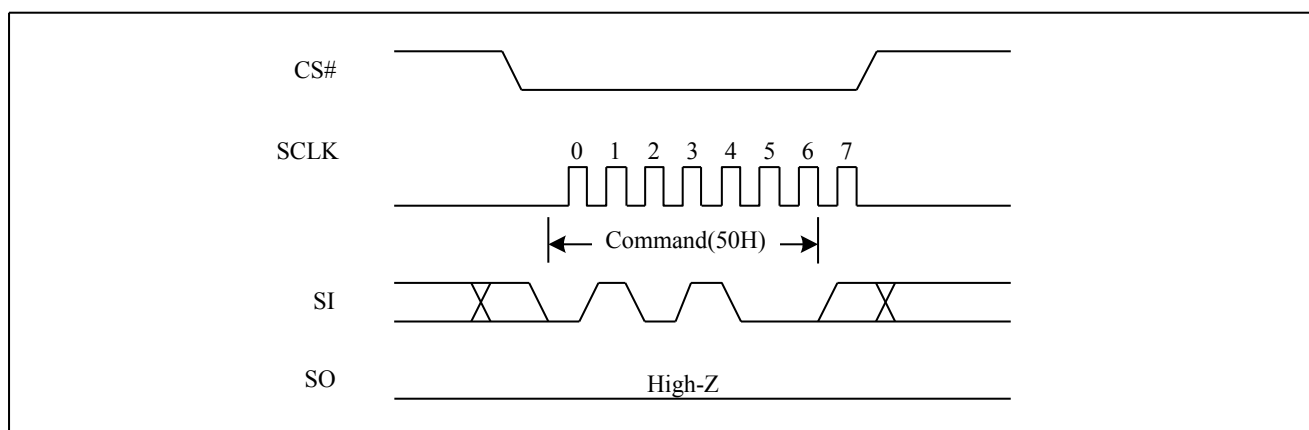 CS#
SCLK
0 1 2 3 4 5 6 7
Command(50H)
SI
SO
High-Z